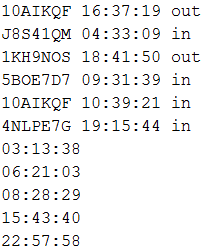 10AIKQF 16:37:19 out
J8S41QM 04:33:09 in
1KH9NOS 18:41:50 out
5BOE7D7 09:31:39 in
10AIKQF 10:39:21 in
4NLPE7G 19:15:44 in
03:13:38
06:21:03
08:28:29
15:43:40
22:57:58